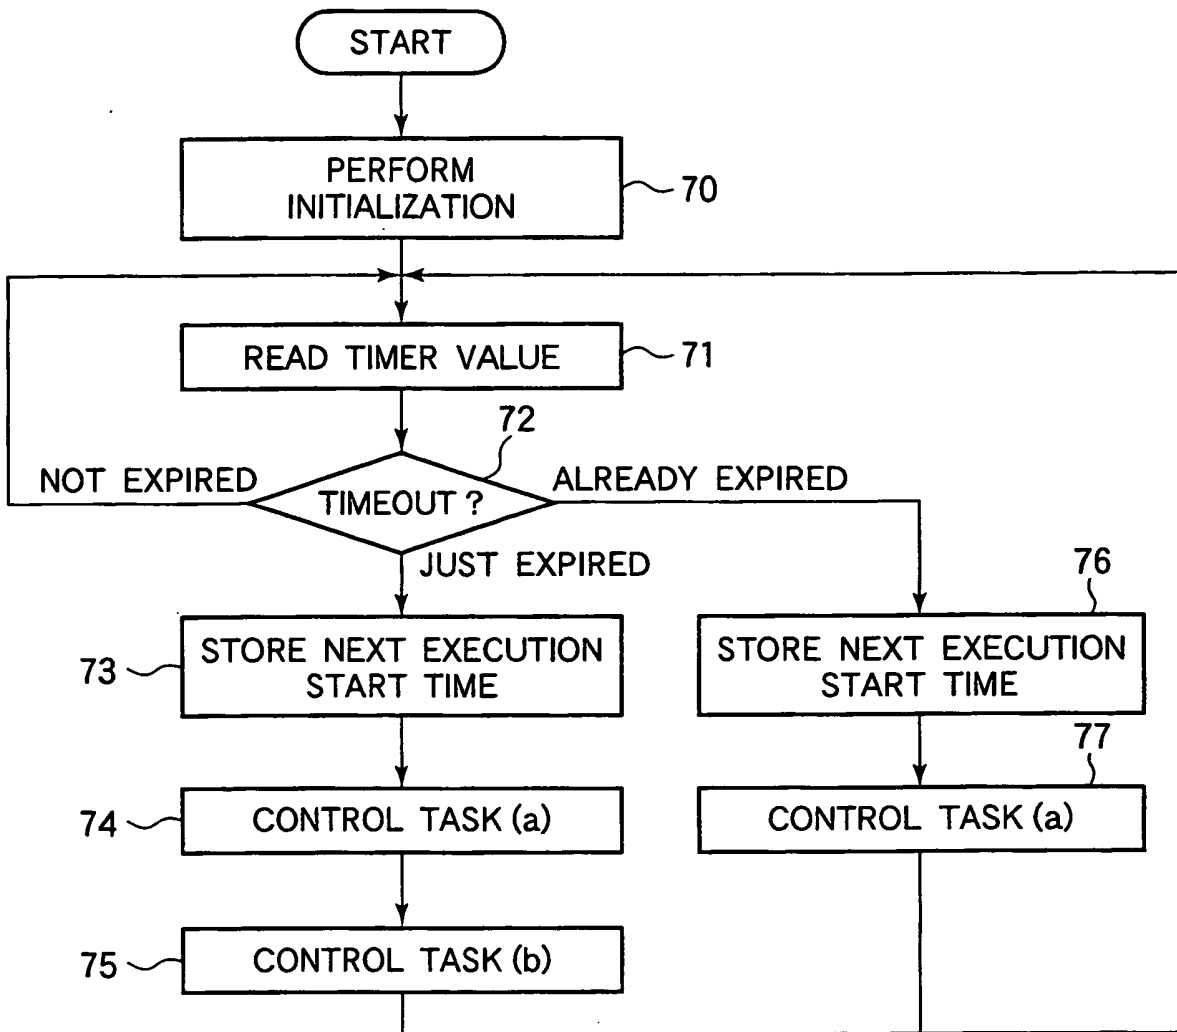 START
PERFORM
INITIALIZATION
70
READ TIMER VALUE
71
72
NOT EXPIRED
TIMEOUT ?
ALREADY EXPIRED
JUST EXPIRED
73
STORE NEXT EXECUTION
START TIME
76
STORE NEXT EXECUTION
START TIME
74
CONTROL TASK (a)
77
CONTROL TASK (a)
75
CONTROL TASK (b)